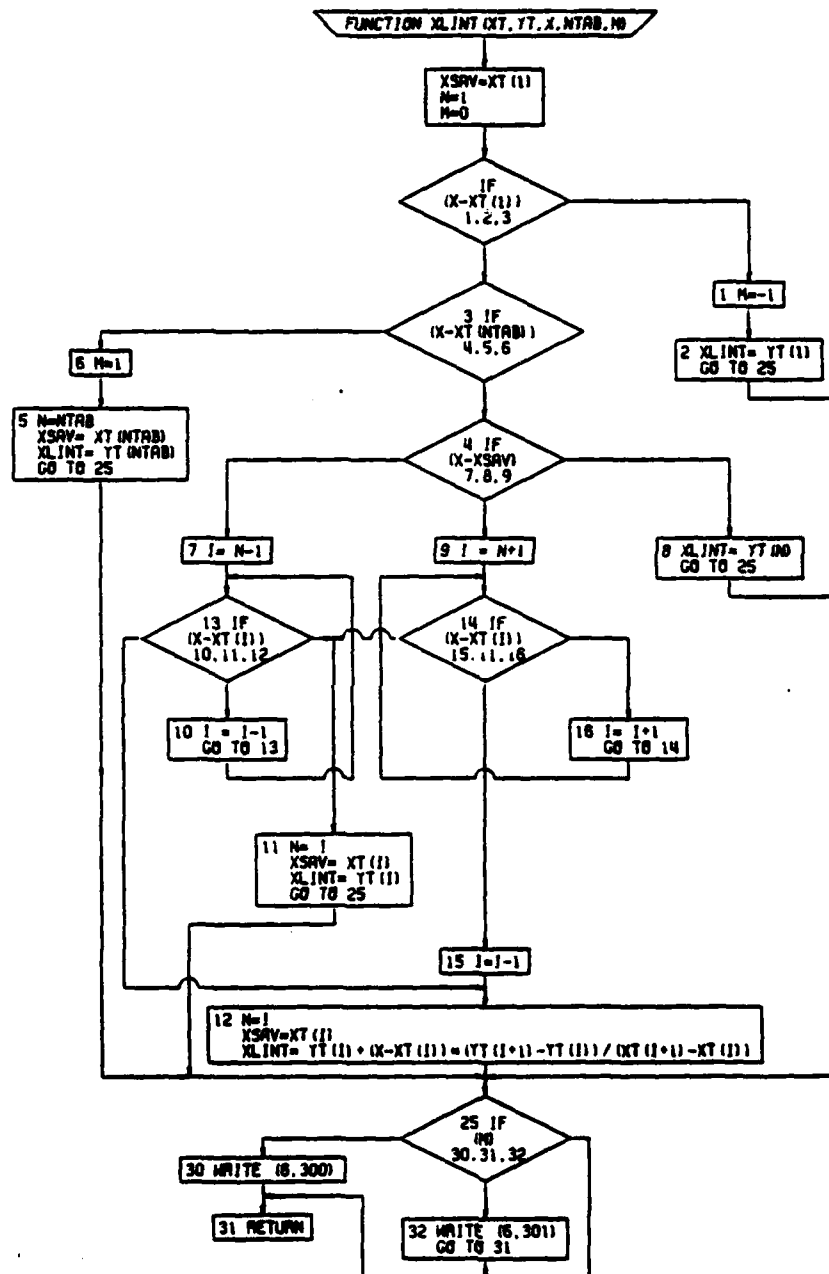 FUNCTION XLINT(XT,YT,X,NTAB,M)
XSAV=XT(1)
N=1
M=0
IF
(X-XT(1))
1,2,3
1 M=-1
3 IF
(X-XT(NTAB))
4,5,6
2 XLINT= YT(1)
GO TO 25
6 M=1
5 N=NTAB
XSAV= XT(NTAB)
XLINT= YT(NTAB)
GO TO 25
4 IF
(X-XSAV)
7,8,9
7 I= N-1
9 I = N+1
8 XLINT= YT(N)
GO TO 25
13 IF
(X-XT(I))
10,11,12
14 IF
(X-XT(I))
15,11,16
10 I = I-1
GO TO 13
16 I= I+1
GO TO 14
11 N= I
XSAV= XT(I)
XLINT= YT(I)
GO TO 25
15 I=I-1
12 N=I
XSAV=XT(I)
XLINT= YT(I)+(X-XT(I))*(YT(I+1)-YT(I))/(XT(I+1)-XT(I))
25 IF
(M)
30,31,32
30 WRITE (6,300)
31 RETURN
32 WRITE (6,301)
GO TO 31